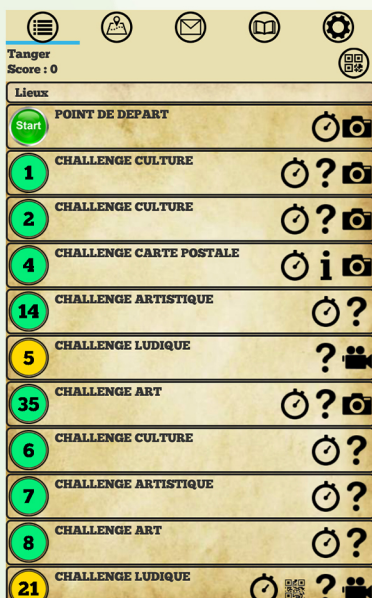 Tanger
Score : 0
Lieux
Start
POINT DE DEPART
1
CHALLENGE CULTURE
2
CHALLENGE CULTURE
4
CHALLENGE CARTE POSTALE
14
CHALLENGE ARTISTIQUE
5
CHALLENGE LUDIQUE
35
CHALLENGE ART
6
CHALLENGE CULTURE
7
CHALLENGE ARTISTIQUE
8
CHALLENGE ART
21
CHALLENGE LUDIQUE